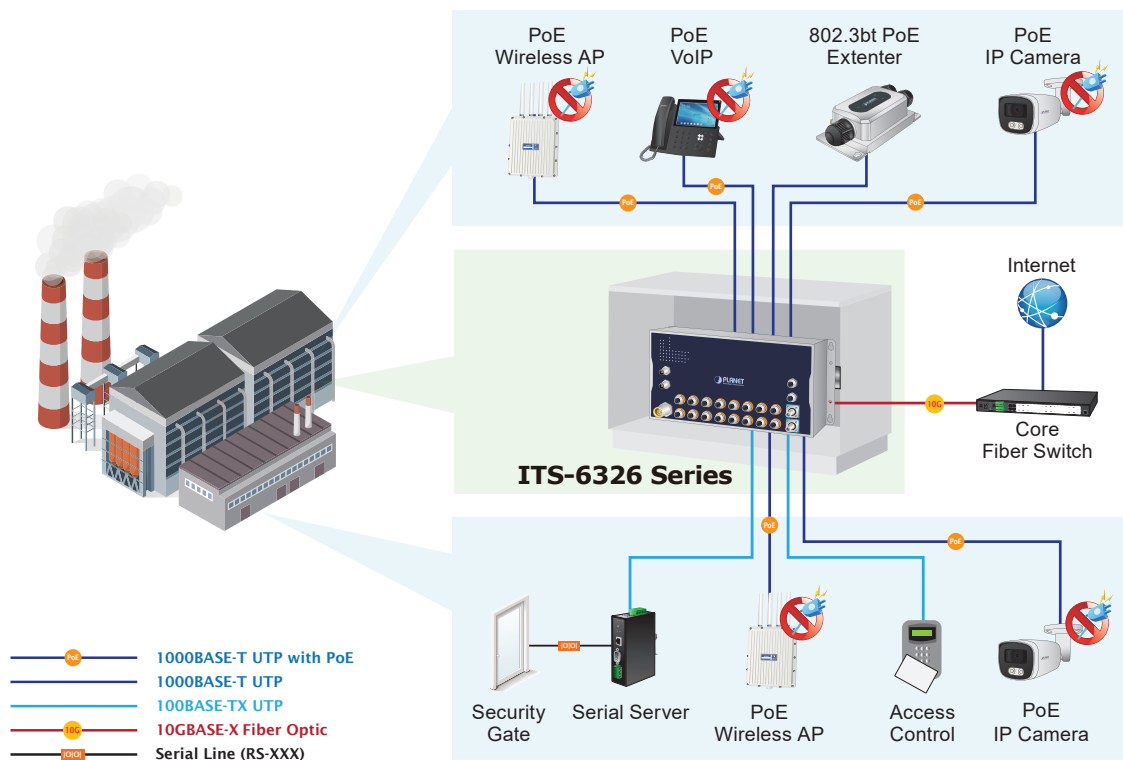 PoE
Wireless AP
PoE
VoIP
802.3bt PoE
Extenter
PoE
IP Camera
PoE
PoE
PoE
Internet
PLANET
10G
Core
Fiber Switch
ITS-6326 Series
PoE
PoE
|O|O|
Security
Gate
Serial Server
PoE
Wireless AP
Access
Control
PoE
IP Camera
PoE
1000BASE-T UTP with PoE
1000BASE-T UTP
100BASE-TX UTP
10G
10GBASE-X Fiber Optic
|O|O|
Serial Line (RS-XXX)